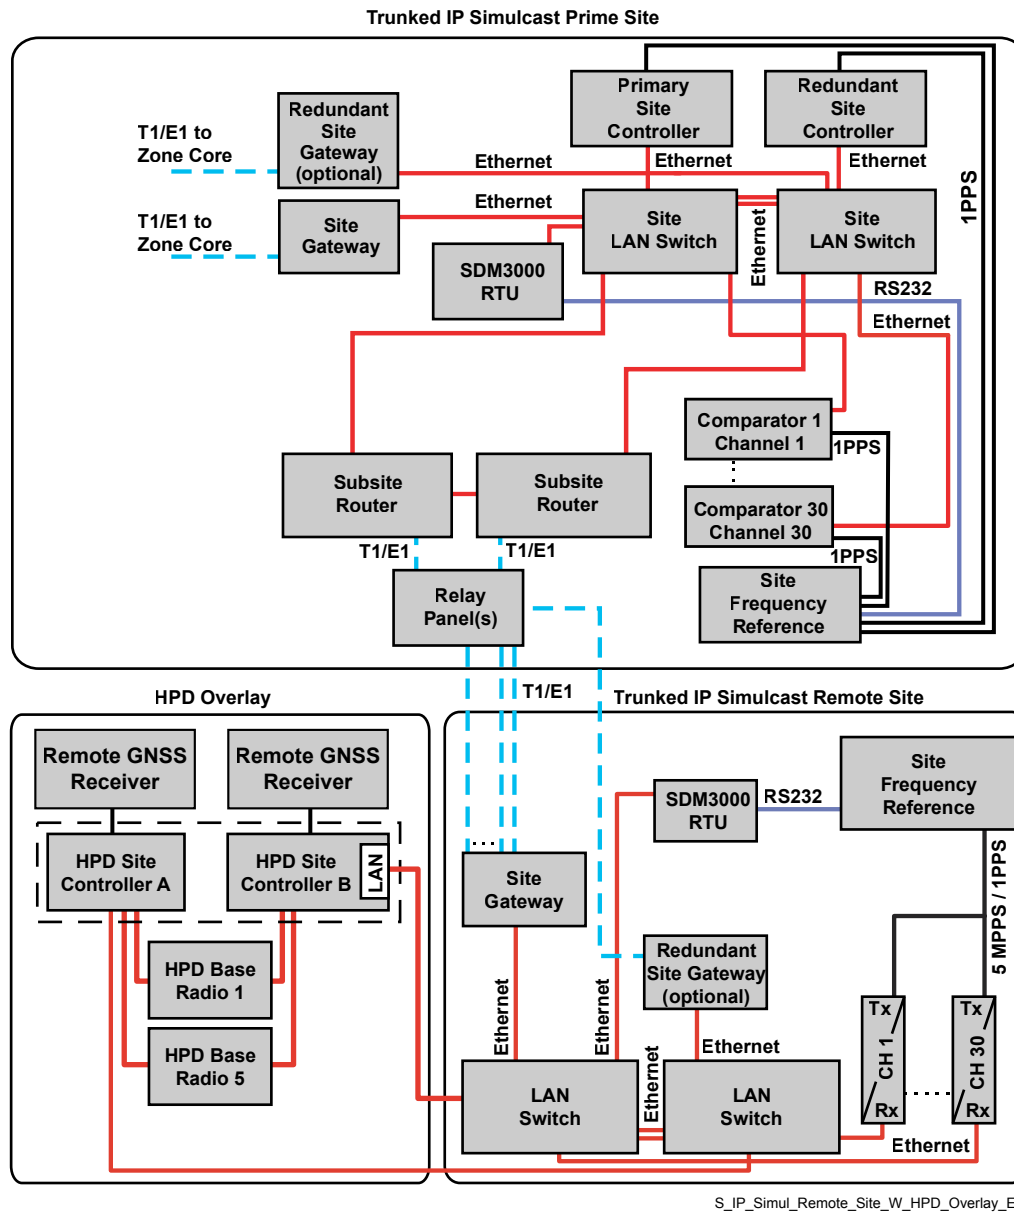 Trunked IP Simulcast Prime Site
Primary
Site
Controller
Redundant
Site
Controller
Redundant
Site
Gateway
(optional)
T1/E1 to
Zone Core
Ethernet
Ethernet
Ethernet
1PPS
T1/E1 to
Zone Core
Site
Gateway
Ethernet
Site
LAN Switch
Ethernet
Site
LAN Switch
SDM3000
RTU
RS232
Ethernet
Comparator 1
Channel 1
1PPS
Subsite
Router
Subsite
Router
Comparator 30
Channel 30
T1/E1
T1/E1
1PPS
Relay
Panel(s)
Site
Frequency
Reference
T1/E1
HPD Overlay
Trunked IP Simulcast Remote Site
Remote GNSS
Receiver
Remote GNSS
Receiver
Site
Frequency
Reference
SDM3000
RTU
RS232
HPD Site
Controller A
HPD Site
Controller B
LAN
Site
Gateway
5 MPPS / 1PPS
HPD Base
Radio 1
Redundant
Site Gateway
(optional)
Ethernet
Ethernet
Tx
CH 1
Rx
Tx
CH 30
Rx
HPD Base
Radio 5
Ethernet
LAN
Switch
Ethernet
LAN
Switch
Ethernet
S_IP_Simul_Remote_Site_W_HPD_Overlay_E